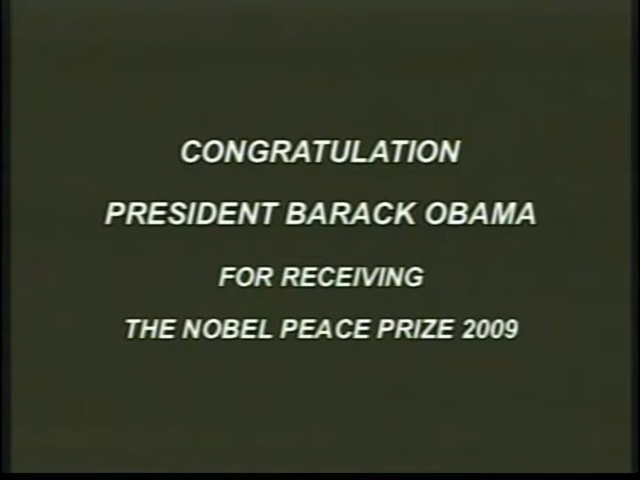 CONGRATULATION
PRESIDENT BARACK OBAMA
FOR RECEIVING
THE NOBEL PEACE PRIZE 2009